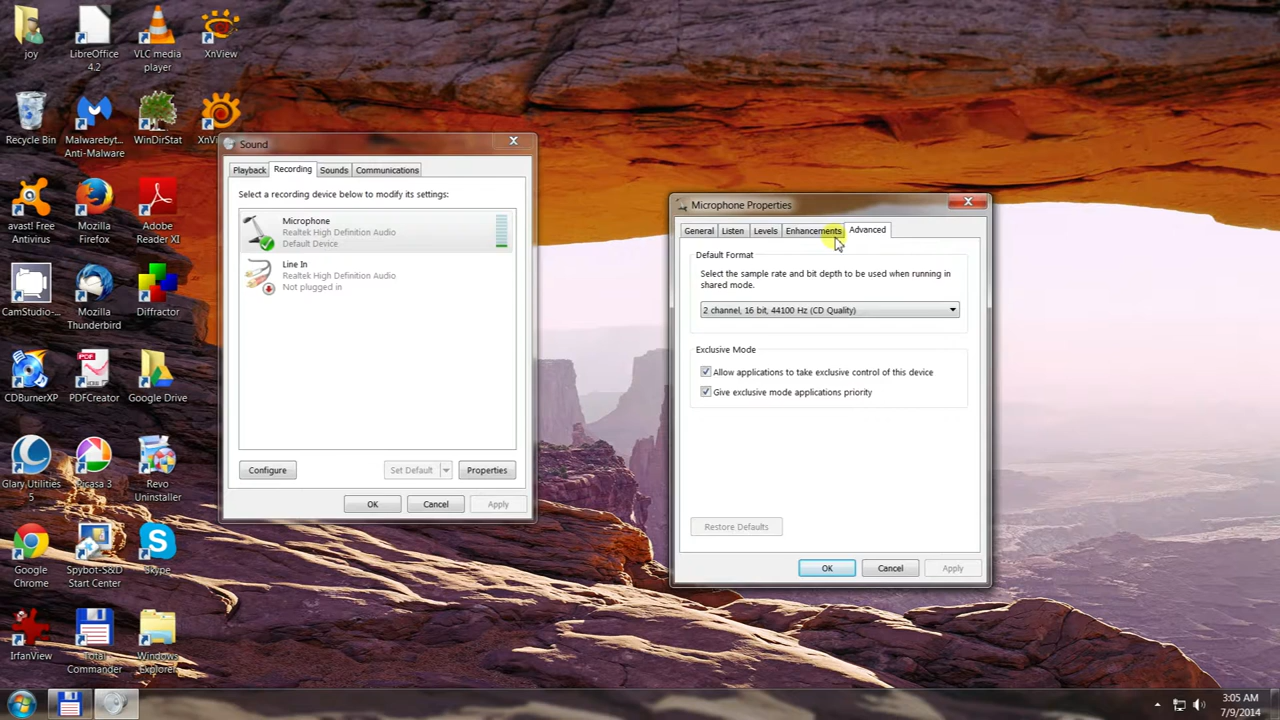 joy
LibreOffice
4.2
VLC media
player
XnView
Recycle Bin
Malwareby...
Anti-Malware
WinDirStat
avast! Free
Antivirus
Mozilla
Firefox
Adobe
Reader XI
CamStudio-...
Mozilla
Thunderbird
Diffractor
CDBurnerXP
PDFCreator
Google Drive
Glary Utilities
5
Picasa 3
Revo
Uninstaller
Google
Chrome
Spybot-S&D
Start Center
Skype
IrfanView
Total
Commander
Windows
Explorer
Sound
Playback Recording Sounds Communications
Select a recording device below to modify its settings:
Microphone
Realtek High Definition Audio
Default Device
Line In
Realtek High Definition Audio
Not plugged in
Configure Set Default Properties
OK Cancel Apply
Microphone Properties
General Listen Levels Enhancements Advanced
Default Format
Select the sample rate and bit depth to be used when running in
shared mode.
2 channel, 16 bit, 44100 Hz (CD Quality)
Exclusive Mode
Allow applications to take exclusive control of this device
Give exclusive mode applications priority
Restore Defaults
OK Cancel Apply
3:05 AM
7/9/2014